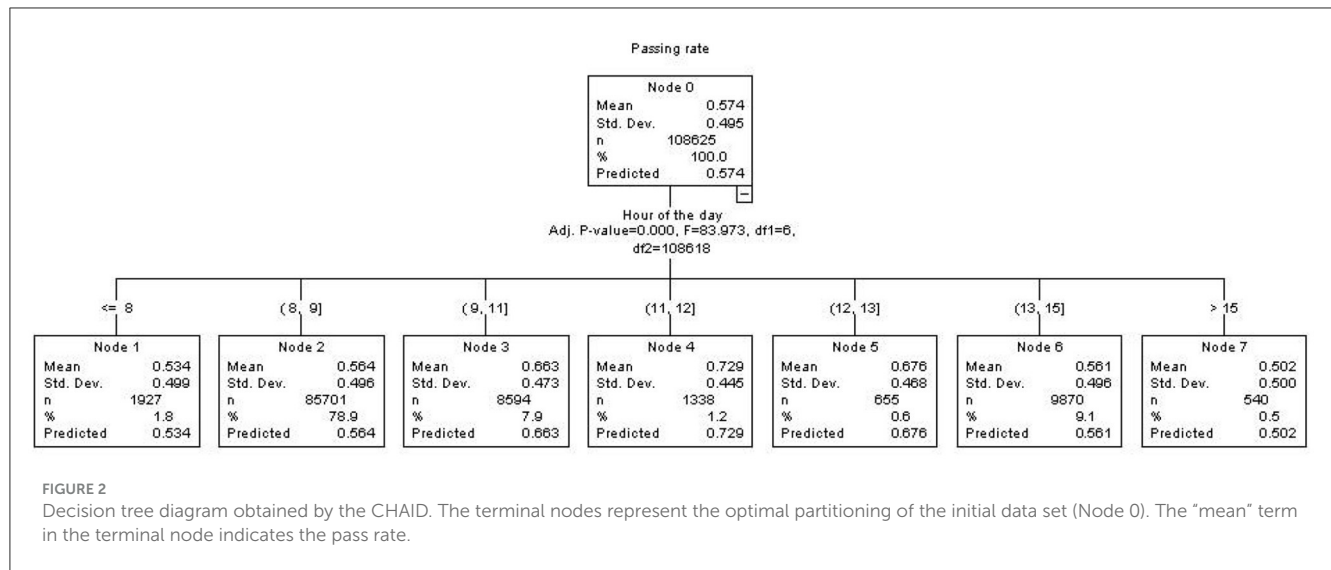 Passing rate
Node 0
Mean 0.574
Std. Dev. 0.495
n 108625
% 100.0
Predicted 0.574
Hour of the day
Adj. P-value=0.000, F=83.973, df1=6,
df2=108618
<= 8
(8, 9]
(9, 11]
(11, 12]
(12, 13]
(13, 15]
> 15
Node 1
Mean 0.534
Std. Dev. 0.499
n 1927
% 1.8
Predicted 0.534
Node 2
Mean 0.564
Std. Dev. 0.496
n 85701
% 78.9
Predicted 0.564
Node 3
Mean 0.663
Std. Dev. 0.473
n 8594
% 7.9
Predicted 0.663
Node 4
Mean 0.729
Std. Dev. 0.445
n 1338
% 1.2
Predicted 0.729
Node 5
Mean 0.676
Std. Dev. 0.468
n 655
% 0.6
Predicted 0.676
Node 6
Mean 0.561
Std. Dev. 0.496
n 9870
% 9.1
Predicted 0.561
Node 7
Mean 0.502
Std. Dev. 0.500
n 540
% 0.5
Predicted 0.502
FIGURE 2
Decision tree diagram obtained by the CHAID. The terminal nodes represent the optimal partitioning of the initial data set (Node 0). The "mean" term
in the terminal node indicates the pass rate.